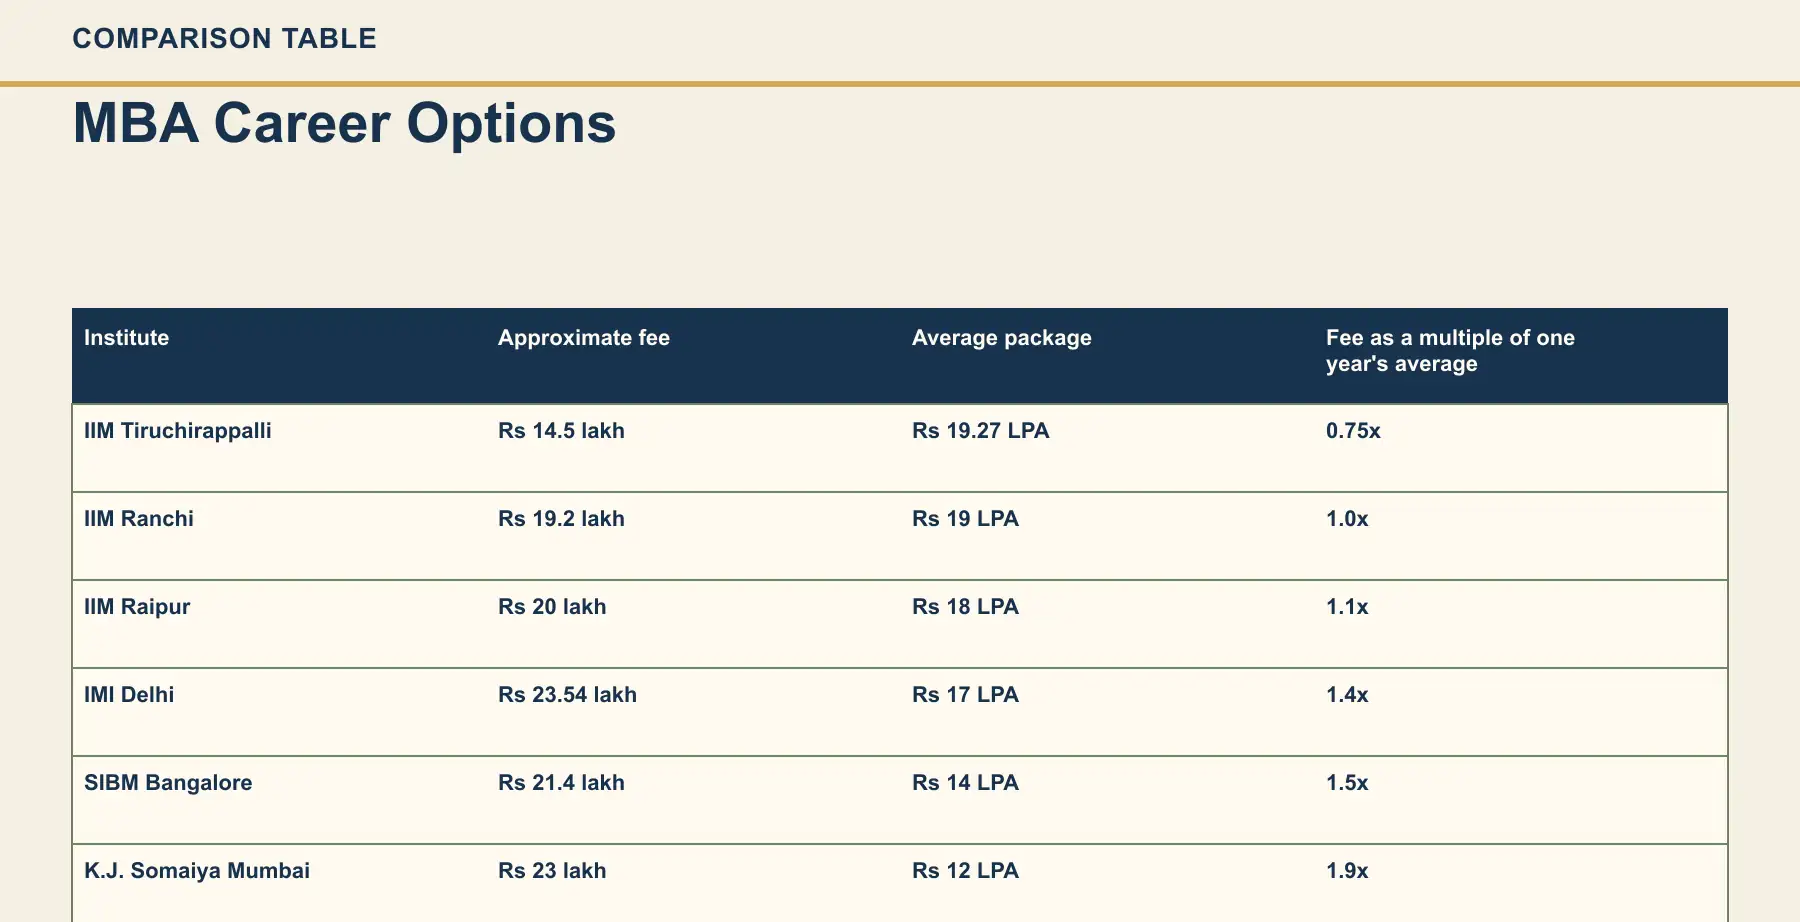 COMPARISON TABLE
MBA Career Options
Institute Approximate fee Average package Fee as a multiple of one
year's average
IIM Tiruchirappalli Rs 14.5 lakh Rs 19.27 LPA 0.75x
IIM Ranchi Rs 19.2 lakh Rs 19 LPA 1.0x
IIM Raipur Rs 20 lakh Rs 18 LPA 1.1x
IMI Delhi Rs 23.54 lakh Rs 17 LPA 1.4x
SIBM Bangalore Rs 21.4 lakh Rs 14 LPA 1.5x
K.J. Somaiya Mumbai Rs 23 lakh Rs 12 LPA 1.9x